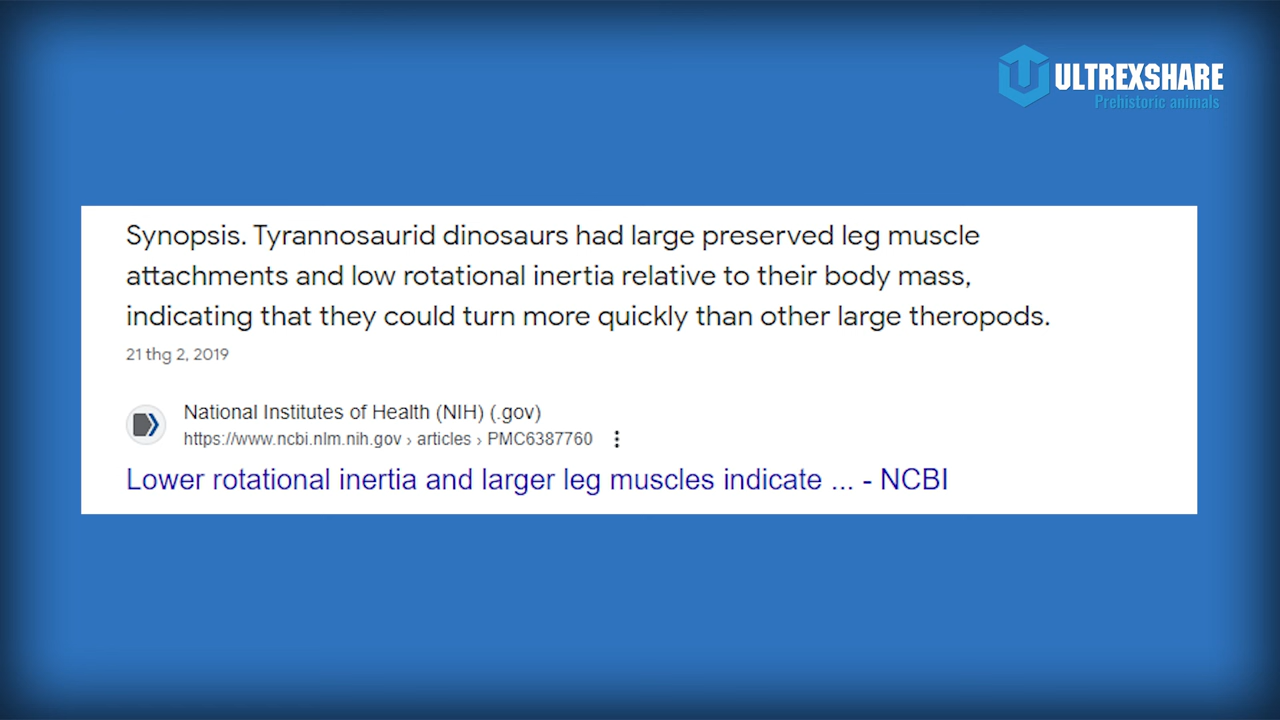 ULTREXSHARE
Prehistoric animals
Synopsis. Tyrannosaurid dinosaurs had large preserved leg muscle
attachments and low rotational inertia relative to their body mass,
indicating that they could turn more quickly than other large theropods.
21 thg 2, 2019
National Institutes of Health (NIH) (.gov)
https://www.ncbi.nlm.nih.gov › articles › PMC6387760
Lower rotational inertia and larger leg muscles indicate ... - NCBI